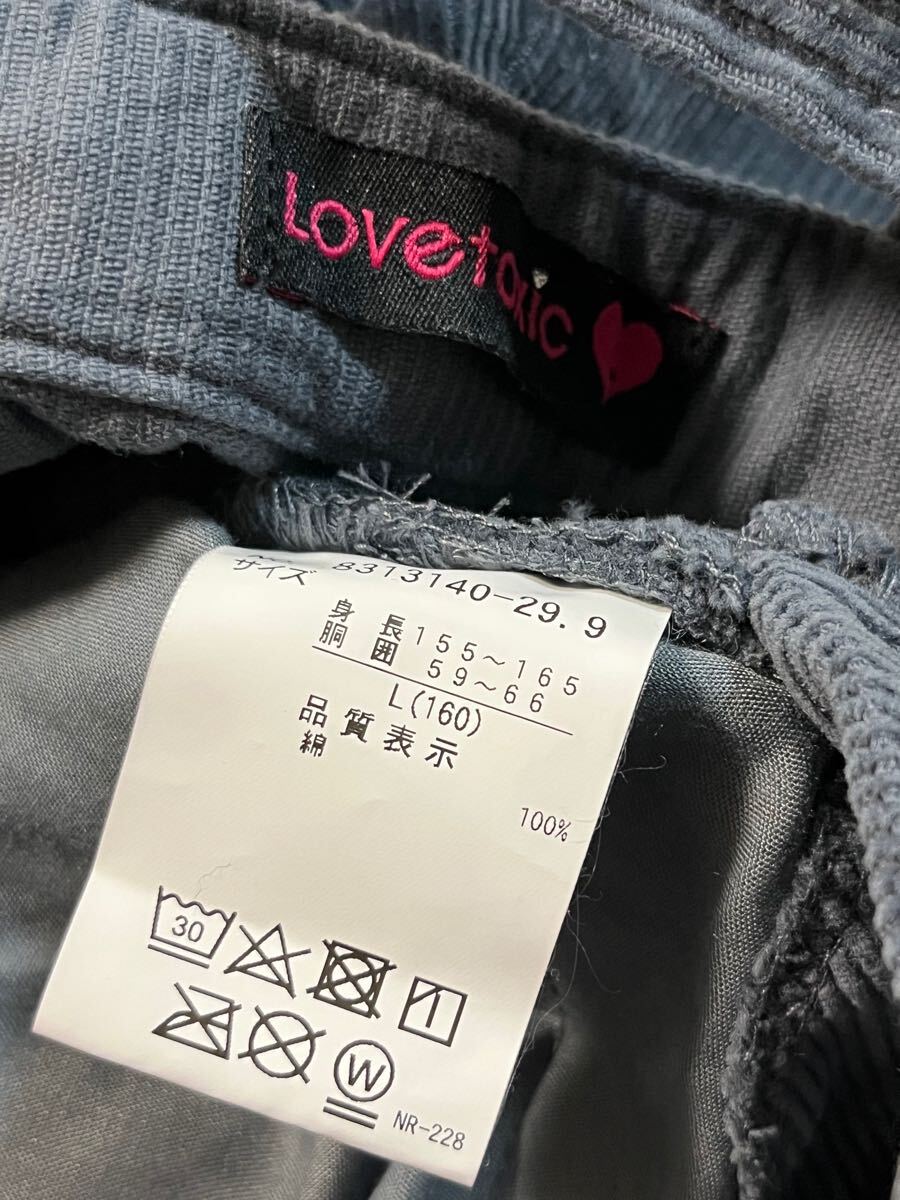 Lovetoxic
8313140-29.9
サイズ
身長 155～165
胴囲 59～66
L(160)
品質表示
綿
100%
30
W
NR-228